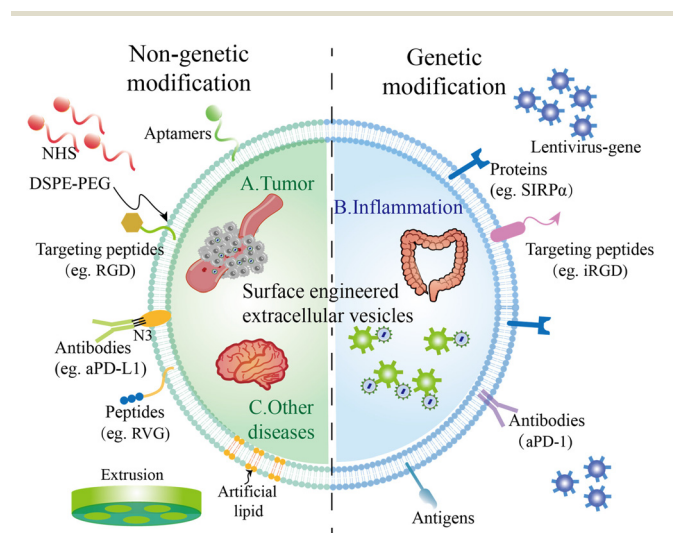 Non-genetic
modification
Genetic
modification
Aptamers
NHS
DSPE-PEG
Targeting peptides
(eg. RGD)
N3
Antibodies
(eg. aPD-L1)
Peptides
(eg. RVG)
Extrusion
Artificial
lipid
A.Tumor
B.Inflammation
Surface engineered
extracellular vesicles
C.Other
diseases
Lentivirus-gene
Proteins
(eg. SIRPα)
Targeting peptides
(eg. iRGD)
Antibodies
(aPD-1)
Antigens